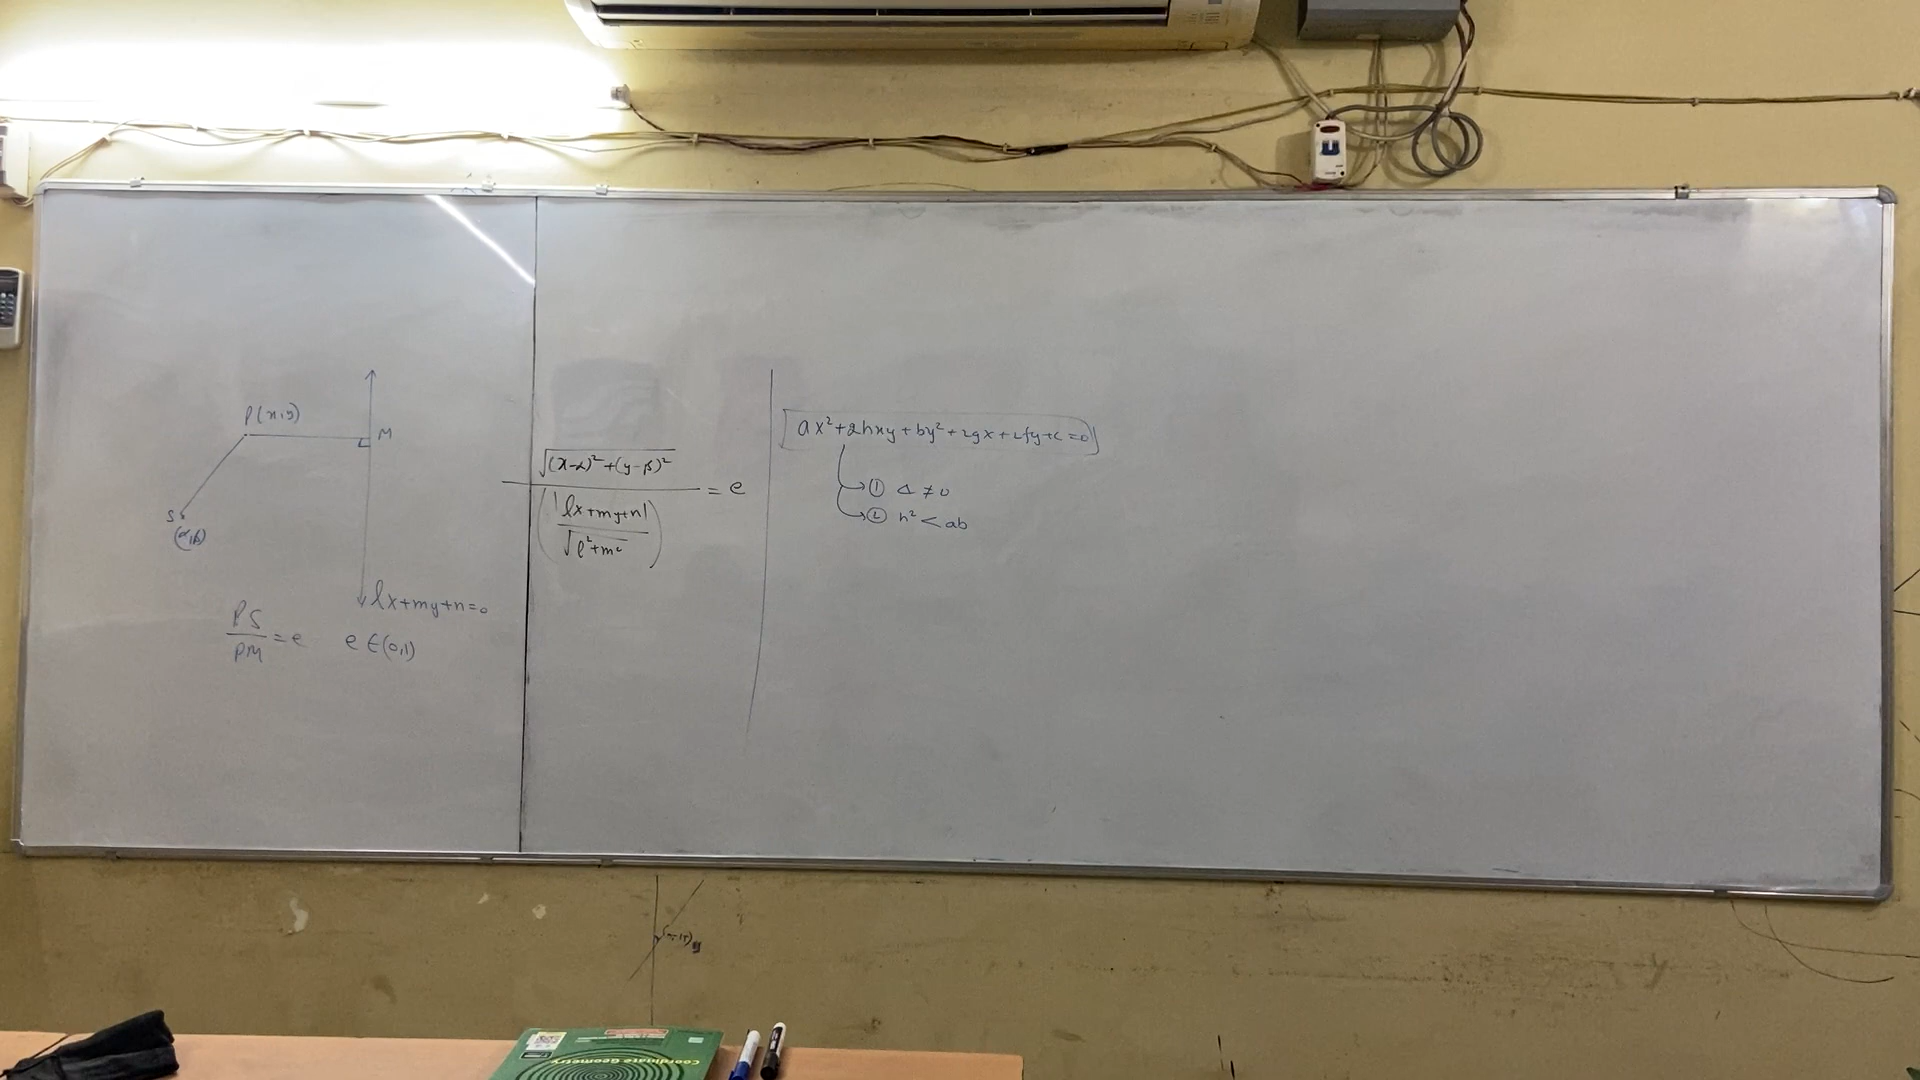 P(x,y)
M
S
(α,β)
lx+my+n=0
PS/PM = e e∈(0,1)
√((x-α)²+(y-β)²) / (|lx+my+n| / √(l²+m²)) = e
ax²+2hxy+by²+2gx+2fy+c=0
① Δ ≠ 0
② h² < ab
Coordinate Geometry